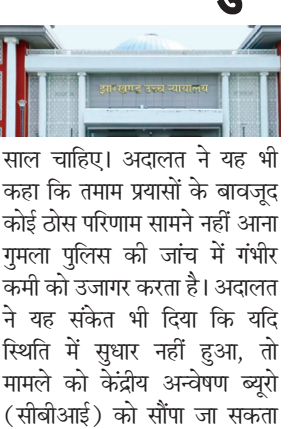 झारखण्ड उच्च न्यायालय
साल चाहिए। अदालत ने यह भी
कहा कि तमाम प्रयासों के बावजूद
कोई ठोस परिणाम सामने नहीं आना
गुमला पुलिस की जांच में गंभीर
कमी को उजागर करता है। अदालत
ने यह संकेत भी दिया कि यदि
स्थिति में सुधार नहीं हुआ, तो
मामले को केंद्रीय अन्वेषण ब्यूरो
(सीबीआई) को सौंपा जा सकता